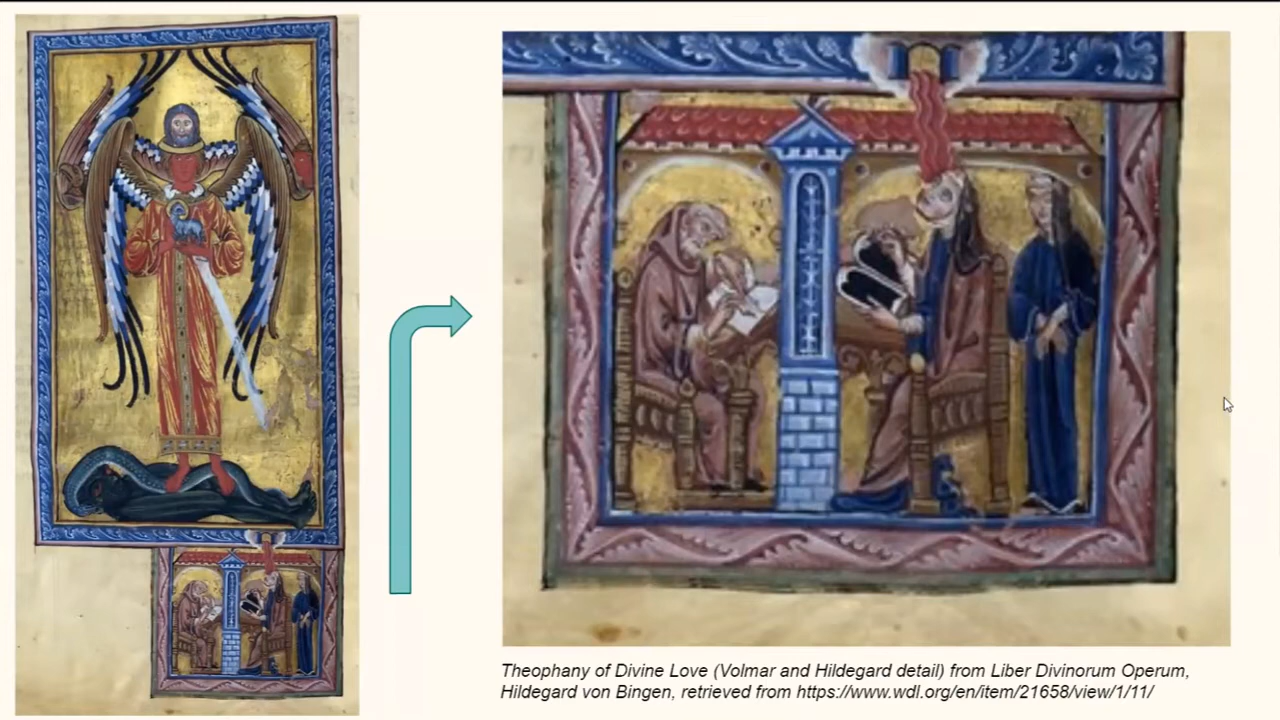 Theophany of Divine Love (Volmar and Hildegard detail) from Liber Divinorum Operum,
Hildegard von Bingen, retrieved from https://www.wdl.org/en/item/21658/view/1/11/